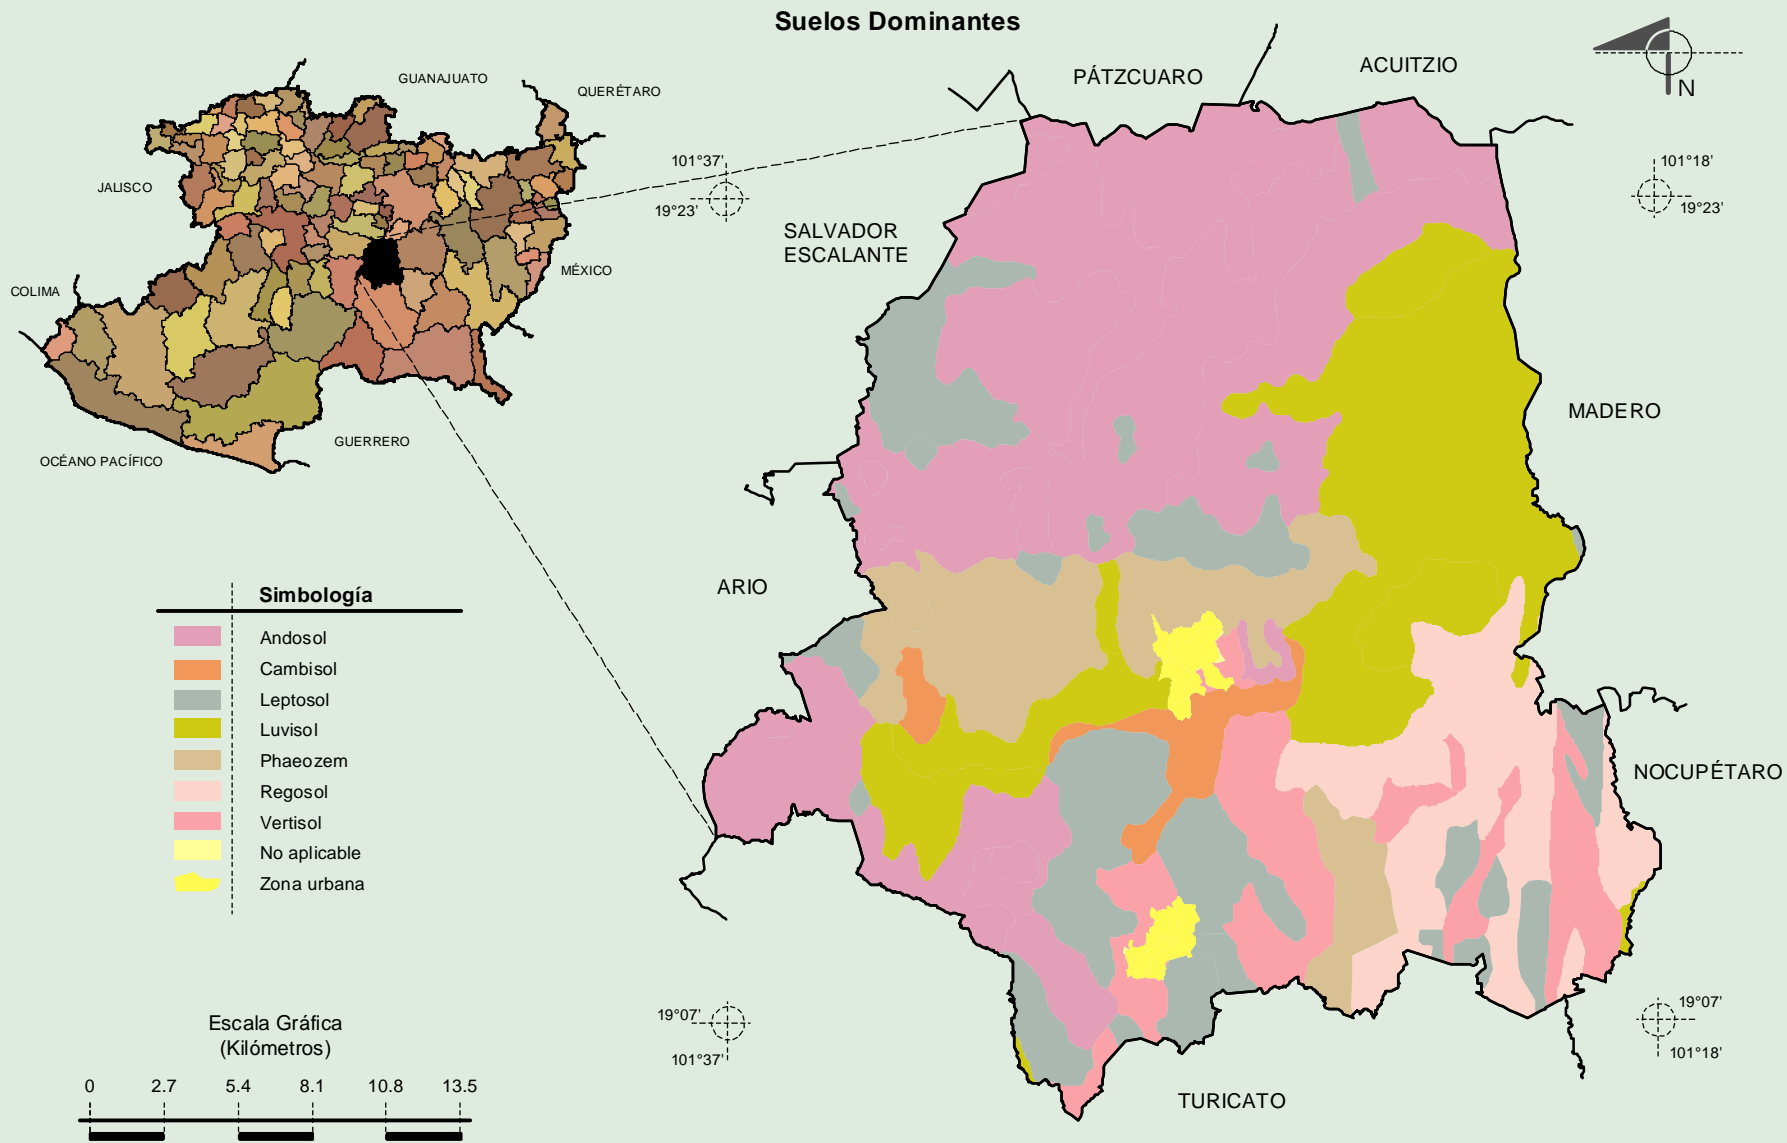 Suelos Dominantes
GUANAJUATO
QUERÉTARO
JALISCO
COLIMA
MÉXICO
GUERRERO
OCÉANO PACÍFICO
PÁTZCUARO
ACUITZIO
N
101°37'
19°23'
101°18'
19°23'
SALVADOR
ESCALANTE
MADERO
ARIO
NOCUPÉTARO
TURICATO
19°07'
101°37'
19°07'
101°18'
Simbología
Andosol
Cambisol
Leptosol
Luvisol
Phaeozem
Regosol
Vertisol
No aplicable
Zona urbana
Escala Gráfica
(Kilómetros)
0 2.7 5.4 8.1 10.8 13.5